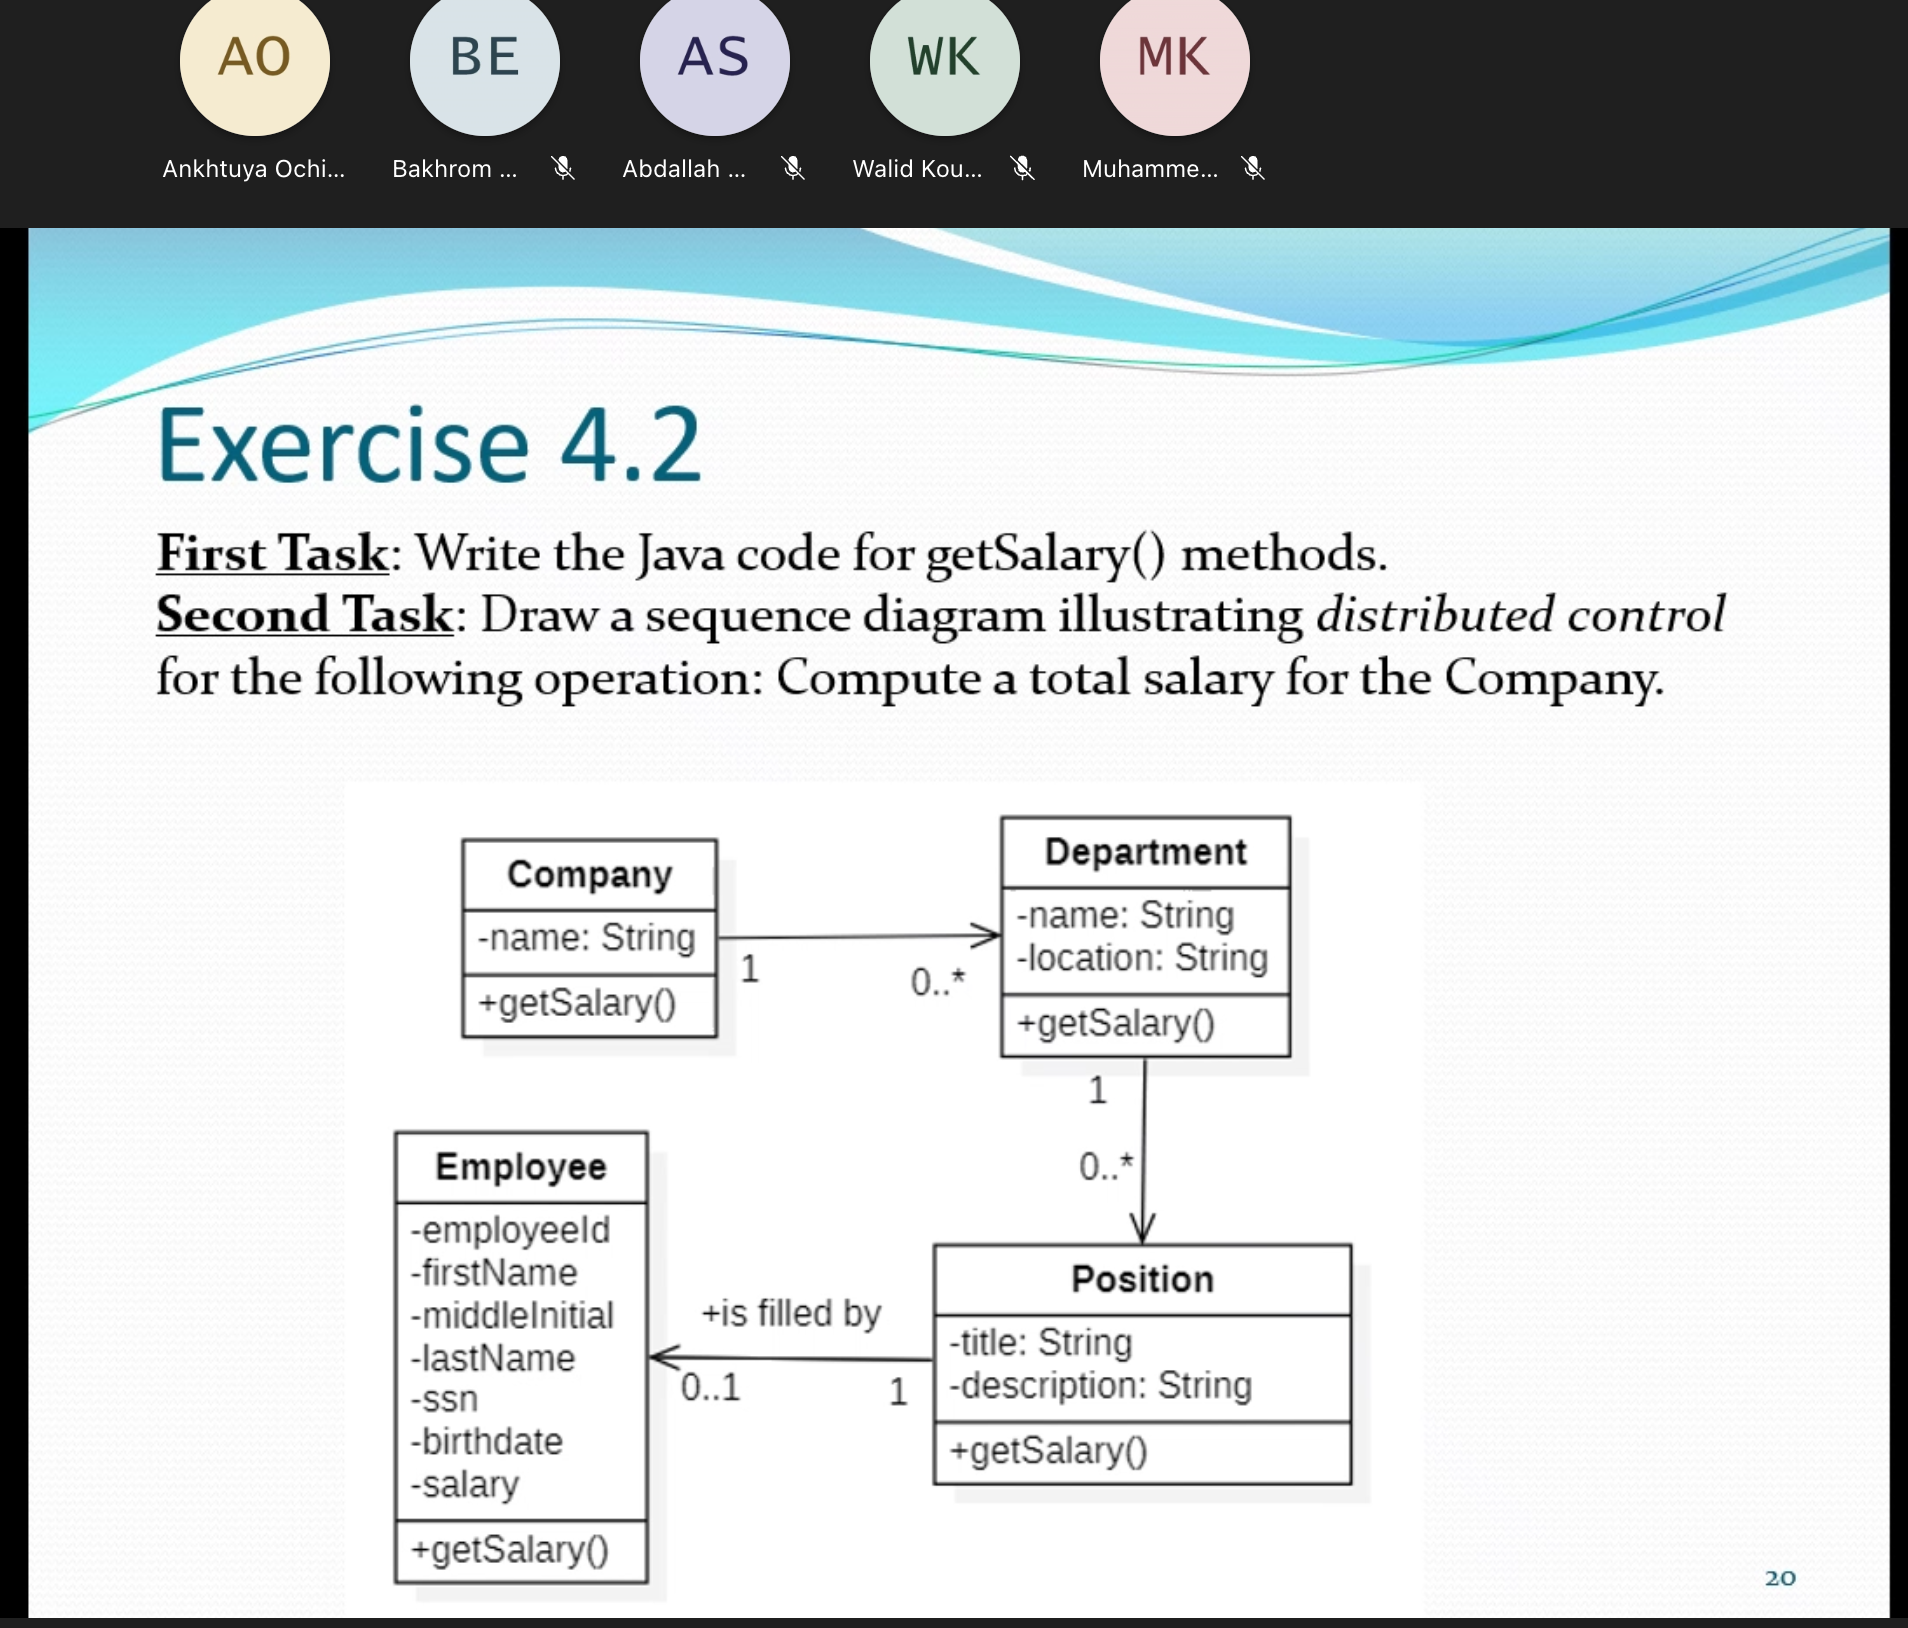 AO BE AS WK MK
Ankhtuya Ochi... Bakhrom ... Abdallah ... Walid Kou... Muhamme...
Exercise 4.2
First Task: Write the Java code for getSalary() methods.
Second Task: Draw a sequence diagram illustrating distributed control
for the following operation: Compute a total salary for the Company.
Company
-name: String
+getSalary()
1
0..*
Department
-name: String
-location: String
+getSalary()
1
0..*
Employee
-employeeId
-firstName
-middleInitial
-lastName
-ssn
-birthdate
-salary
+getSalary()
+is filled by
0..1
1
Position
-title: String
-description: String
+getSalary()
20